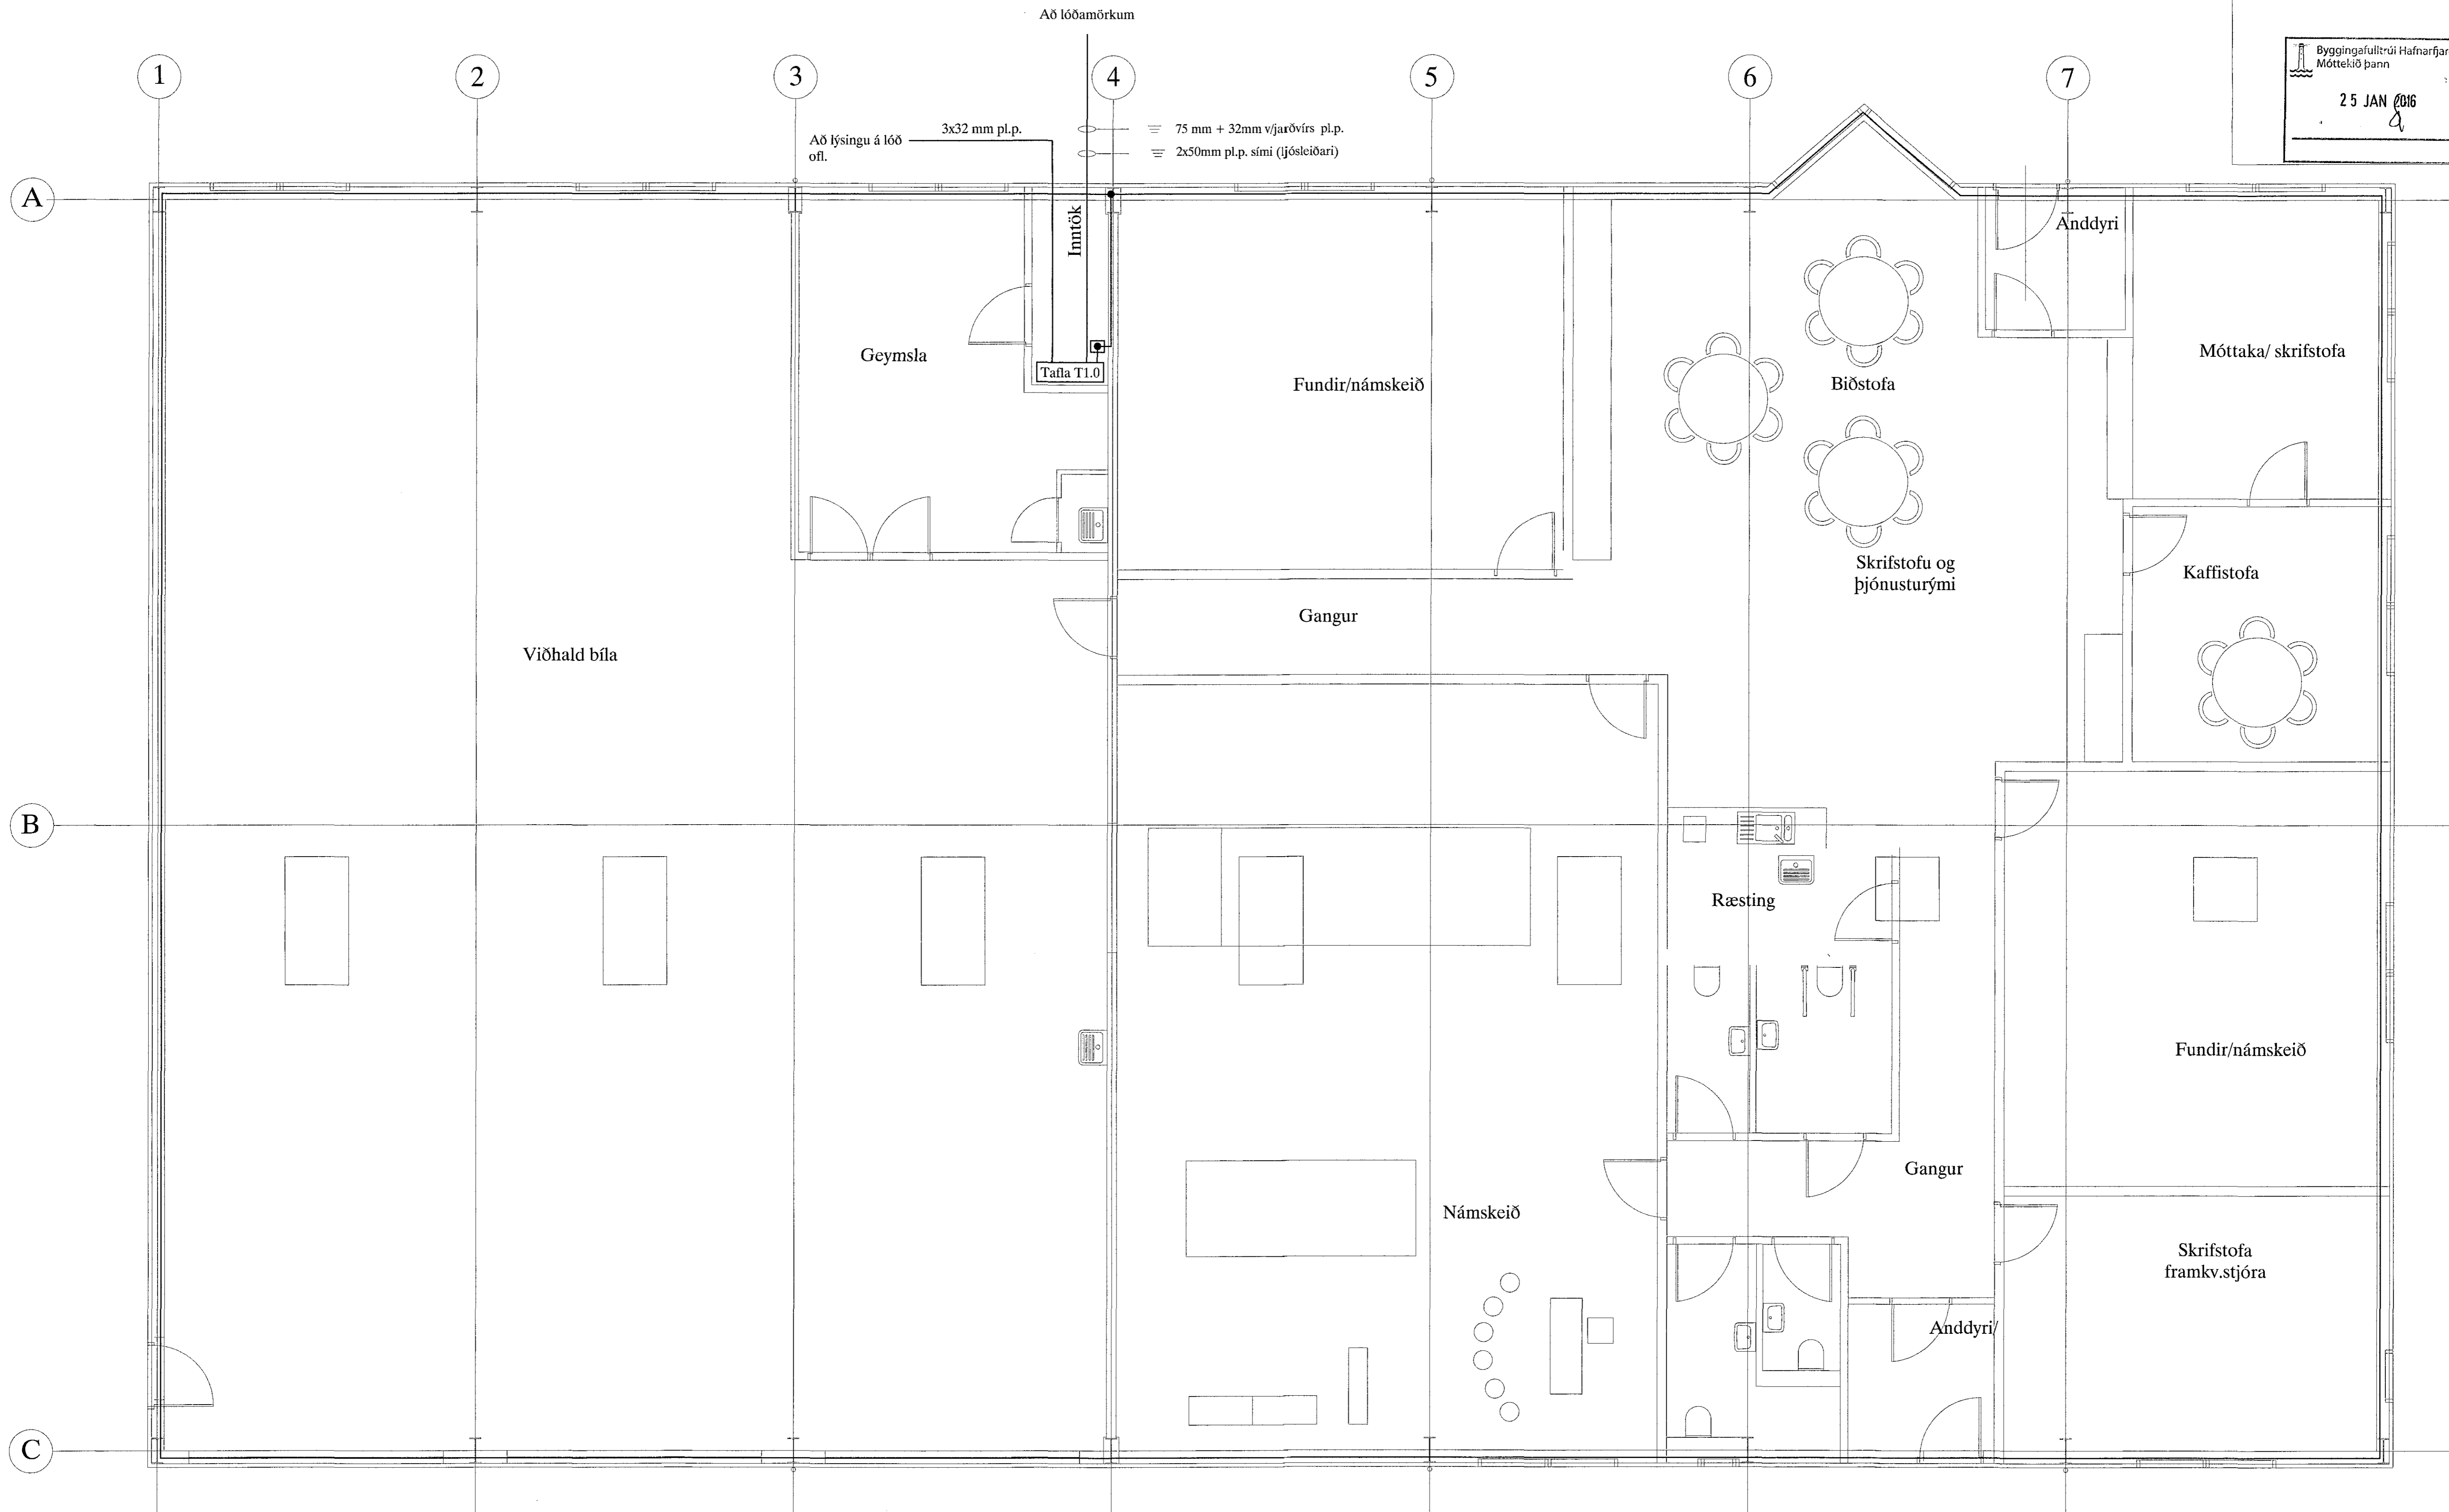 Að lóðamörkum
Byggingafulltrúi Hafnarfjar
Móttekið þann
25 JAN 2016
1
2
3
4
5
6
7
3x32 mm pl.p.
75 mm + 32mm v/jarðvírs pl.p.
Að lýsingu á lóð
ofl.
2x50mm pl.p. sími (ljósleiðari)
A
Inntök
Anddyri
Geymsla
Tafla T1.0
Fundir/námskeið
Biðstofa
Móttaka/ skrifstofa
Skrifstofu og
þjónusturými
Kaffistofa
Gangur
Viðhald bíla
B
Ræsting
Fundir/námskeið
Gangur
Námskeið
Skrifstofa
framkv.stjóra
Anddyri/
C